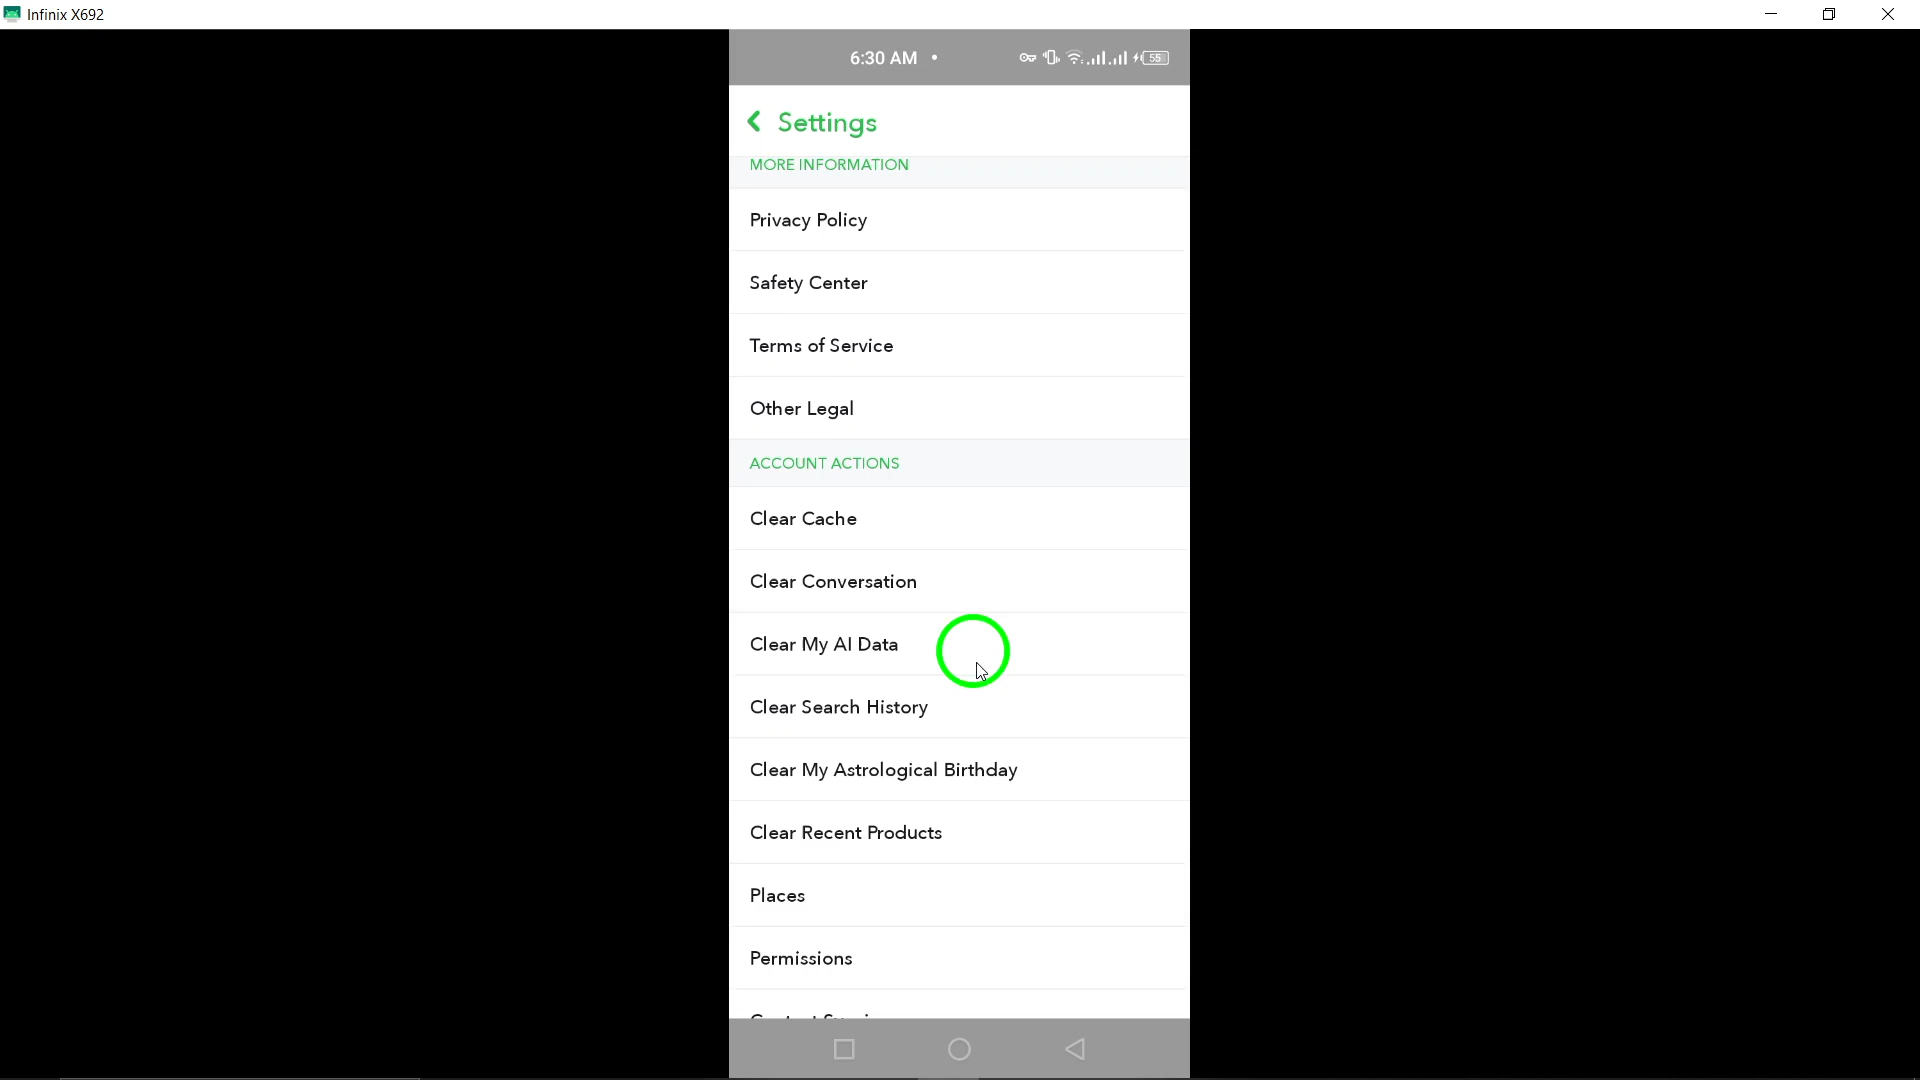 Infinix X692
6:30 AM
55
Settings
MORE INFORMATION
Privacy Policy
Safety Center
Terms of Service
Other Legal
ACCOUNT ACTIONS
Clear Cache
Clear Conversation
Clear My AI Data
Clear Search History
Clear My Astrological Birthday
Clear Recent Products
Places
Permissions